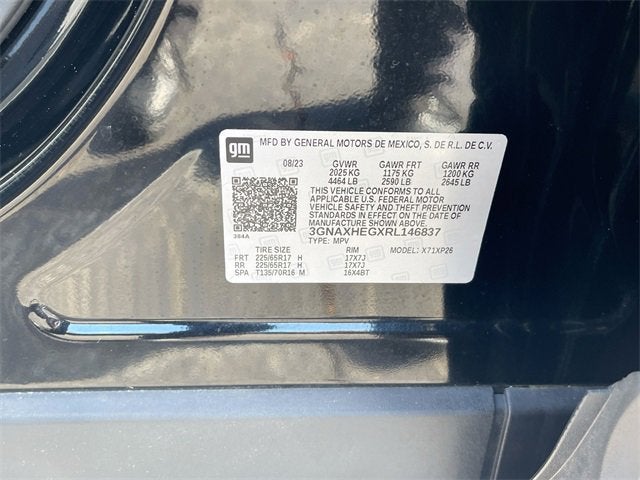 gm MFD BY GENERAL MOTORS DE MEXICO, S. DE R.L. DE C.V.
08/23 GVWR GAWR FRT GAWR RR
2025 KG 1175 KG 1200 KG
4464 LB 2590 LB 2645 LB
THIS VEHICLE CONFORMS TO ALL
APPLICABLE U.S. FEDERAL MOTOR
VEHICLE SAFETY AND THEFT
PREVENTION STANDARDS IN
EFFECT ON THE DATE OF
MANUFACTURE SHOWN ABOVE.
3GNAXHEGXRL146837
384A TYPE: MPV MODEL: X71XP26
TIRE SIZE RIM
FRT 225/65R17 H 17X7J
RR 225/65R17 H 17X7J
SPA T135/70R16 M 16X4BT